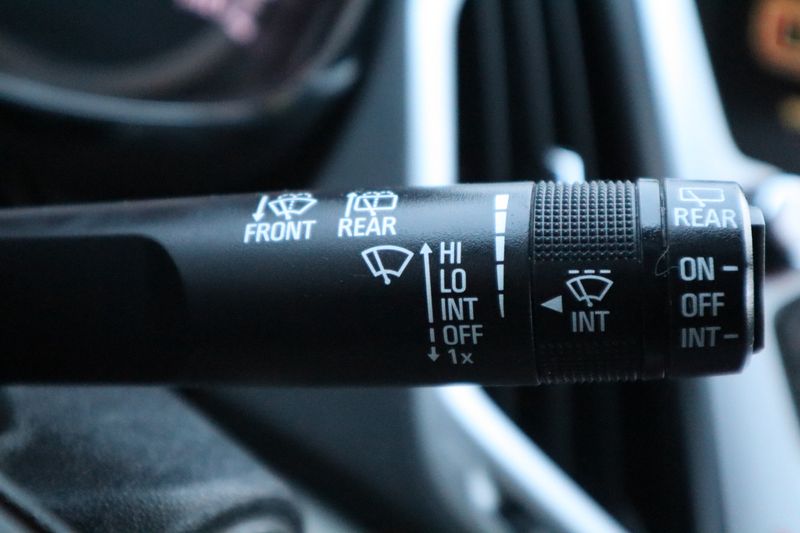 FRONT
REAR
HI
LO
INT
OFF
1x
INT
REAR
ON
OFF
INT